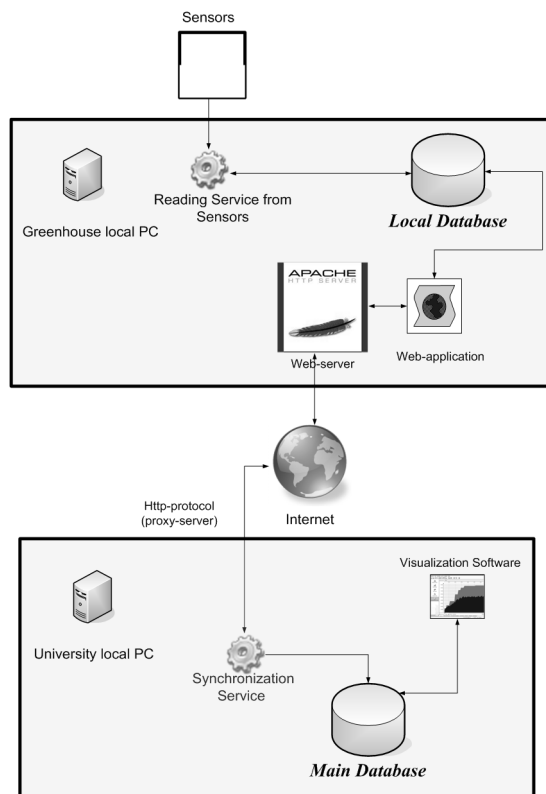 Sensors
Reading Service from
Sensors
Greenhouse local PC
Local Database
APACHE
HTTP SERVER
Web-server
Web-application
Http-protocol
(proxy-server)
Internet
Visualization Software
University local PC
Synchronization
Service
Main Database